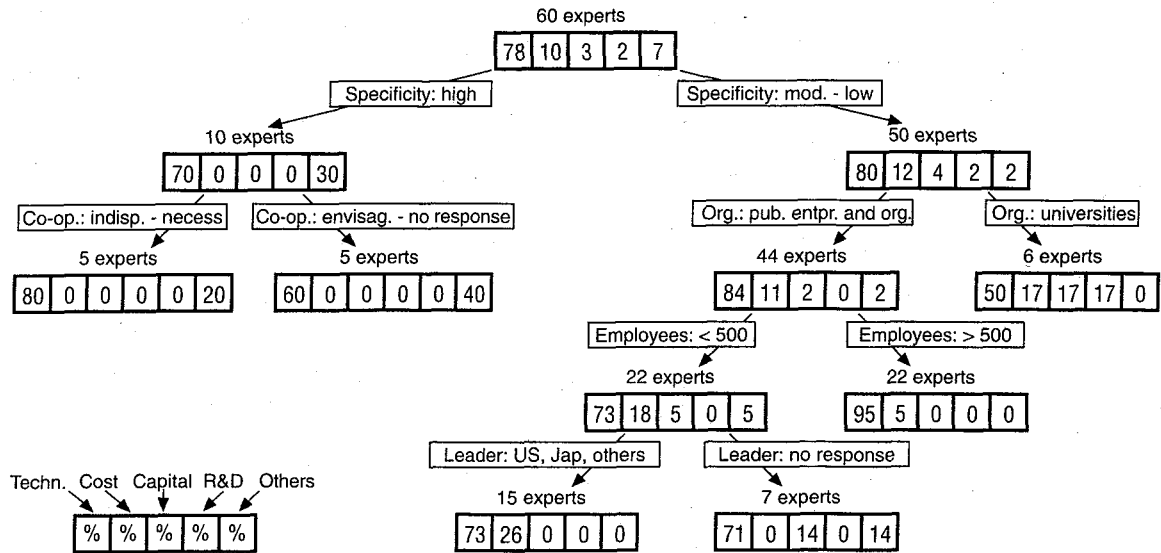 60 experts
78 10 3 2 7
Specificity: high
Specificity: mod. - low
10 experts
50 experts
70 0 0 0 30
80 12 4 2 2
Co-op.: indisp. - necess
Co-op.: envisag. - no response
Org.: pub. entpr. and org.
Org.: universities
5 experts
5 experts
44 experts
6 experts
80 0 0 0 0 20
60 0 0 0 0 40
84 11 2 0 2
50 17 17 17 0
Employees: < 500
Employees: > 500
22 experts
22 experts
73 18 5 0 5
95 5 0 0 0
Leader: US, Jap, others
Leader: no response
15 experts
7 experts
73 26 0 0 0
71 0 14 0 14
Techn. Cost Capital R&D Others
% % % % %